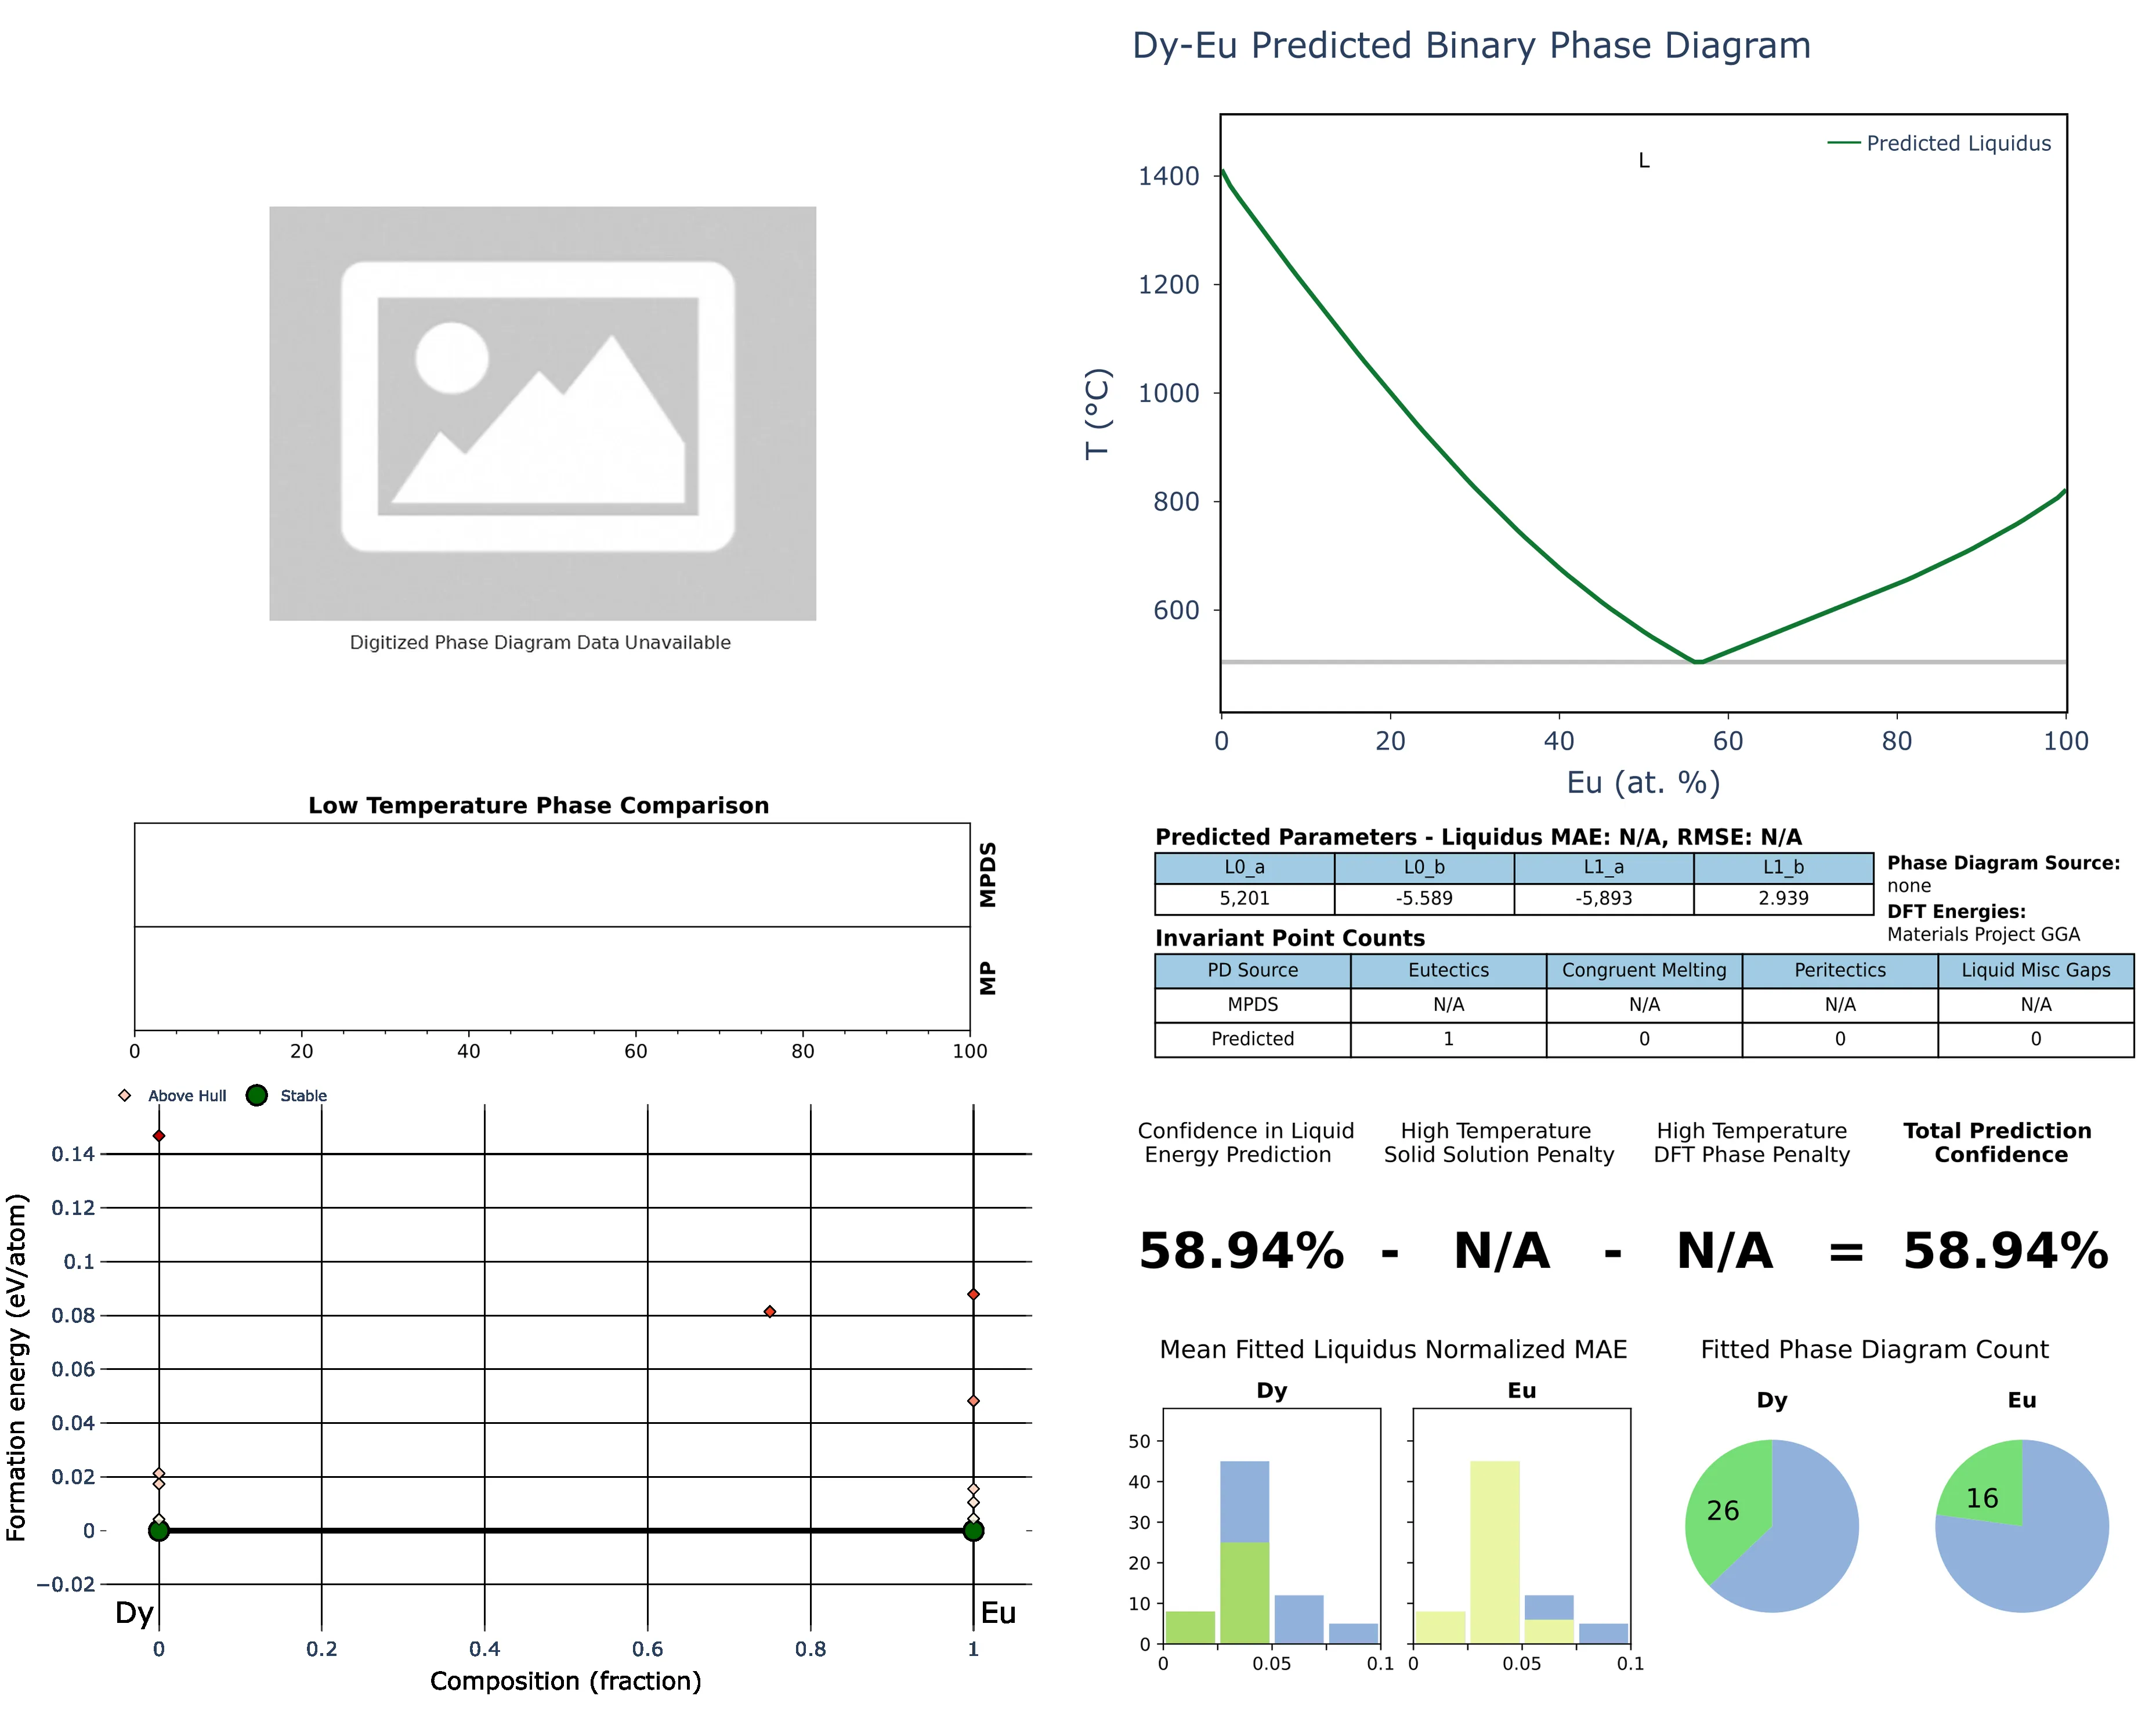 Dy-Eu Predicted Binary Phase Diagram
Digitized Phase Diagram Data Unavailable
L
Predicted Liquidus
T (°C)
1400
1200
1000
800
600
0 20 40 60 80 100
Eu (at. %)
Low Temperature Phase Comparison
MPDS
MP
0 20 40 60 80 100
Predicted Parameters - Liquidus MAE: N/A, RMSE: N/A
L0_a L0_b L1_a L1_b
5,201 -5.589 -5,893 2.939
Phase Diagram Source:
none
DFT Energies:
Materials Project GGA
Invariant Point Counts
PD Source Eutectics Congruent Melting Peritectics Liquid Misc Gaps
MPDS N/A N/A N/A N/A
Predicted 1 0 0 0
Above Hull Stable
Formation energy (eV/atom)
0.14
0.12
0.1
0.08
0.06
0.04
0.02
0
−0.02
Dy Eu
0 0.2 0.4 0.6 0.8 1
Composition (fraction)
Confidence in Liquid
Energy Prediction
High Temperature
Solid Solution Penalty
High Temperature
DFT Phase Penalty
Total Prediction
Confidence
58.94% - N/A - N/A = 58.94%
Mean Fitted Liquidus Normalized MAE
Dy Eu
50
40
30
20
10
0
0 0.05 0.1 0 0.05 0.1
Fitted Phase Diagram Count
Dy Eu
26 16